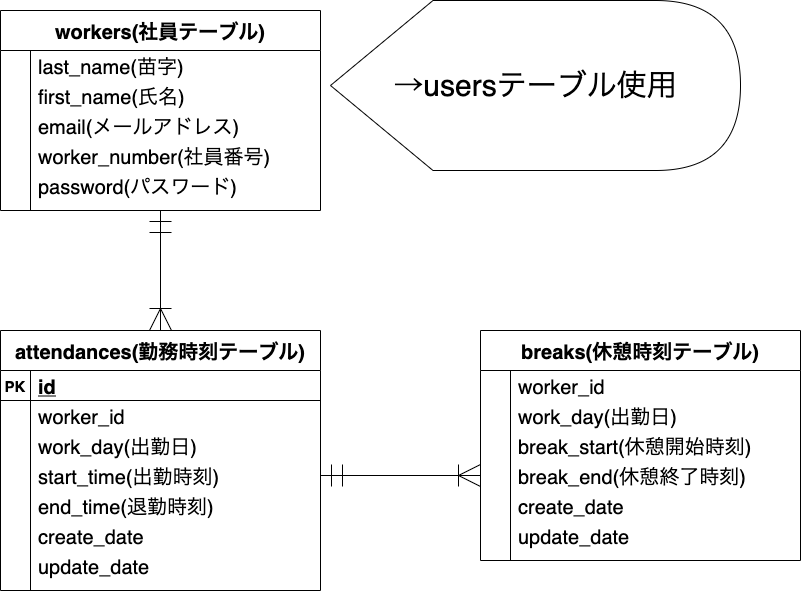 workers(社員テーブル)
last_name(苗字)
first_name(氏名)
email(メールアドレス)
worker_number(社員番号)
password(パスワード)
→usersテーブル使用
attendances(勤務時刻テーブル)
PK id
worker_id
work_day(出勤日)
start_time(出勤時刻)
end_time(退勤時刻)
create_date
update_date
breaks(休憩時刻テーブル)
worker_id
work_day(出勤日)
break_start(休憩開始時刻)
break_end(休憩終了時刻)
create_date
update_date